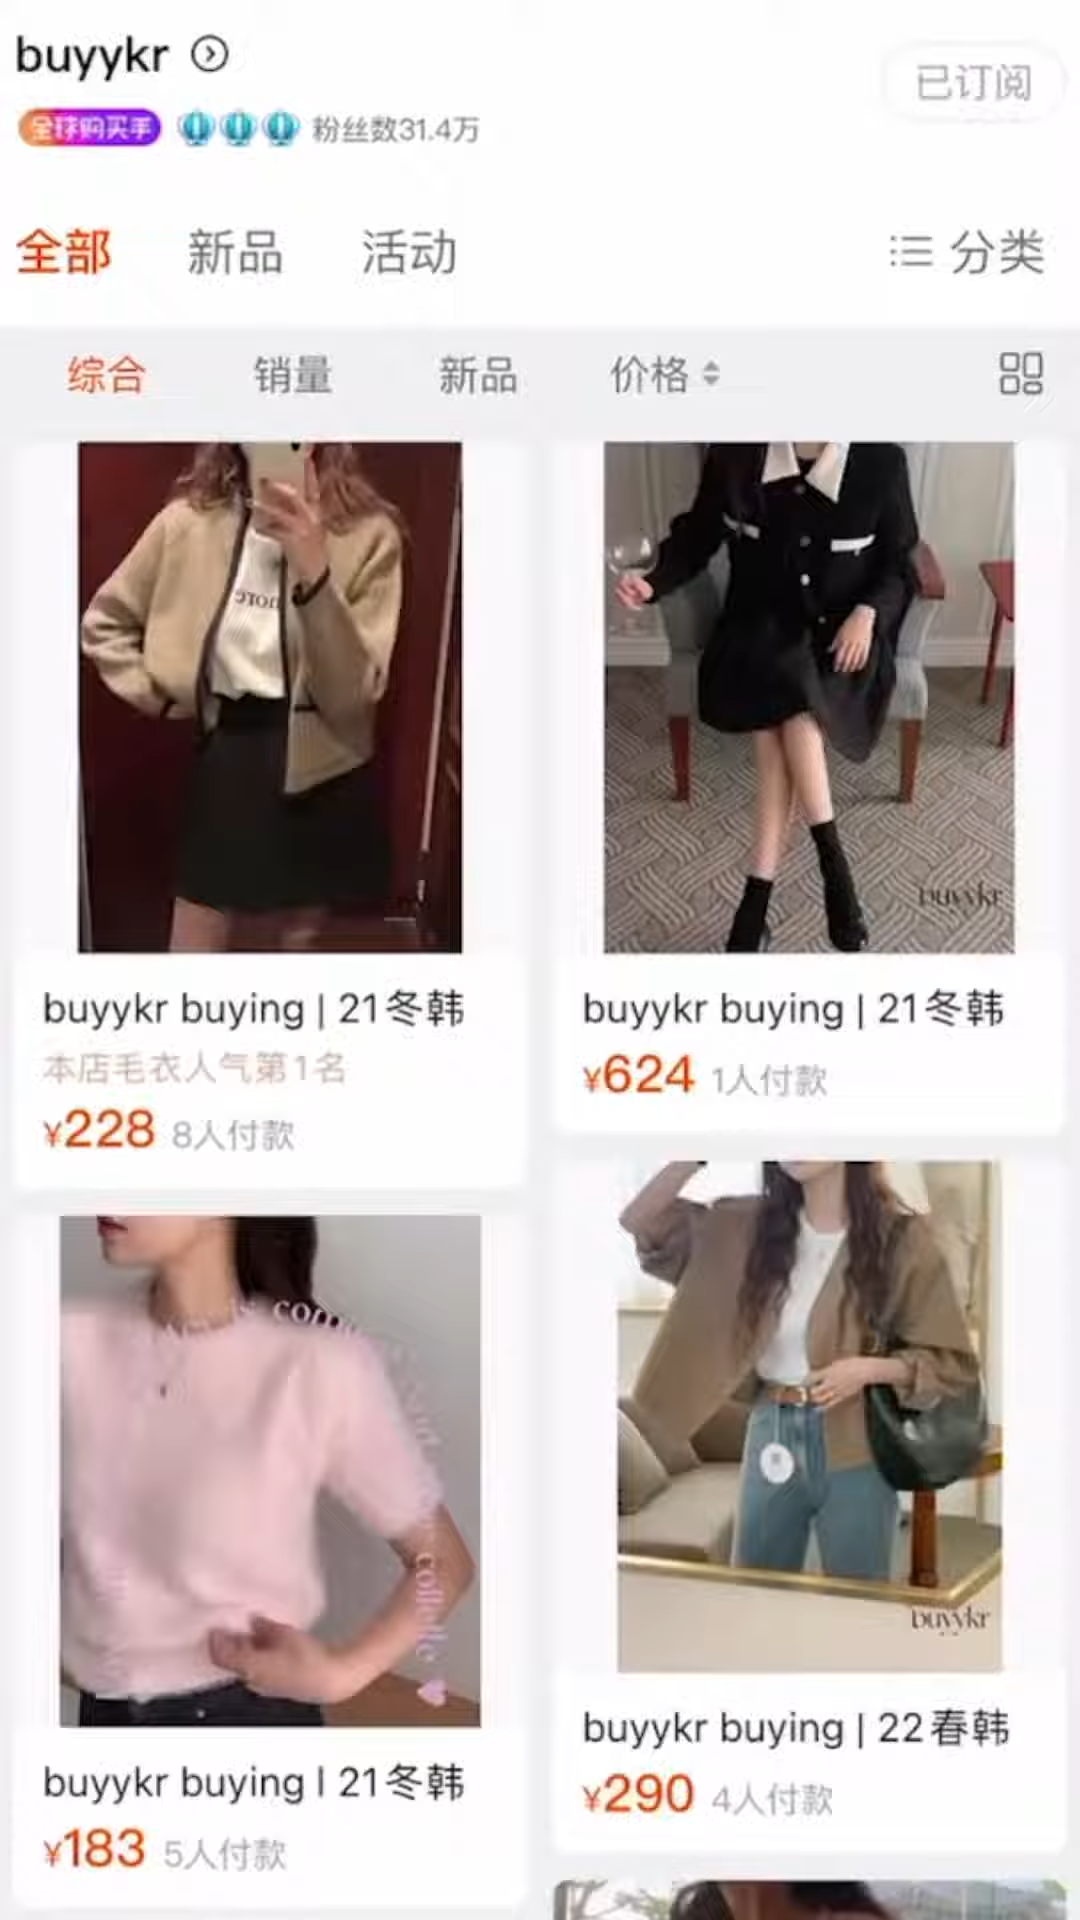 buyykr
已订阅
全球购买手 粉丝数31.4万
全部 新品 活动 分类
综合 销量 新品 价格
buyykr
buyykr buying | 21冬韩
本店毛衣人气第1名
¥228 8人付款
buyykr buying | 21冬韩
¥624 1人付款
buyykr buying | 21冬韩
¥183 5人付款
buyykr
buyykr buying | 22春韩
¥290 4人付款